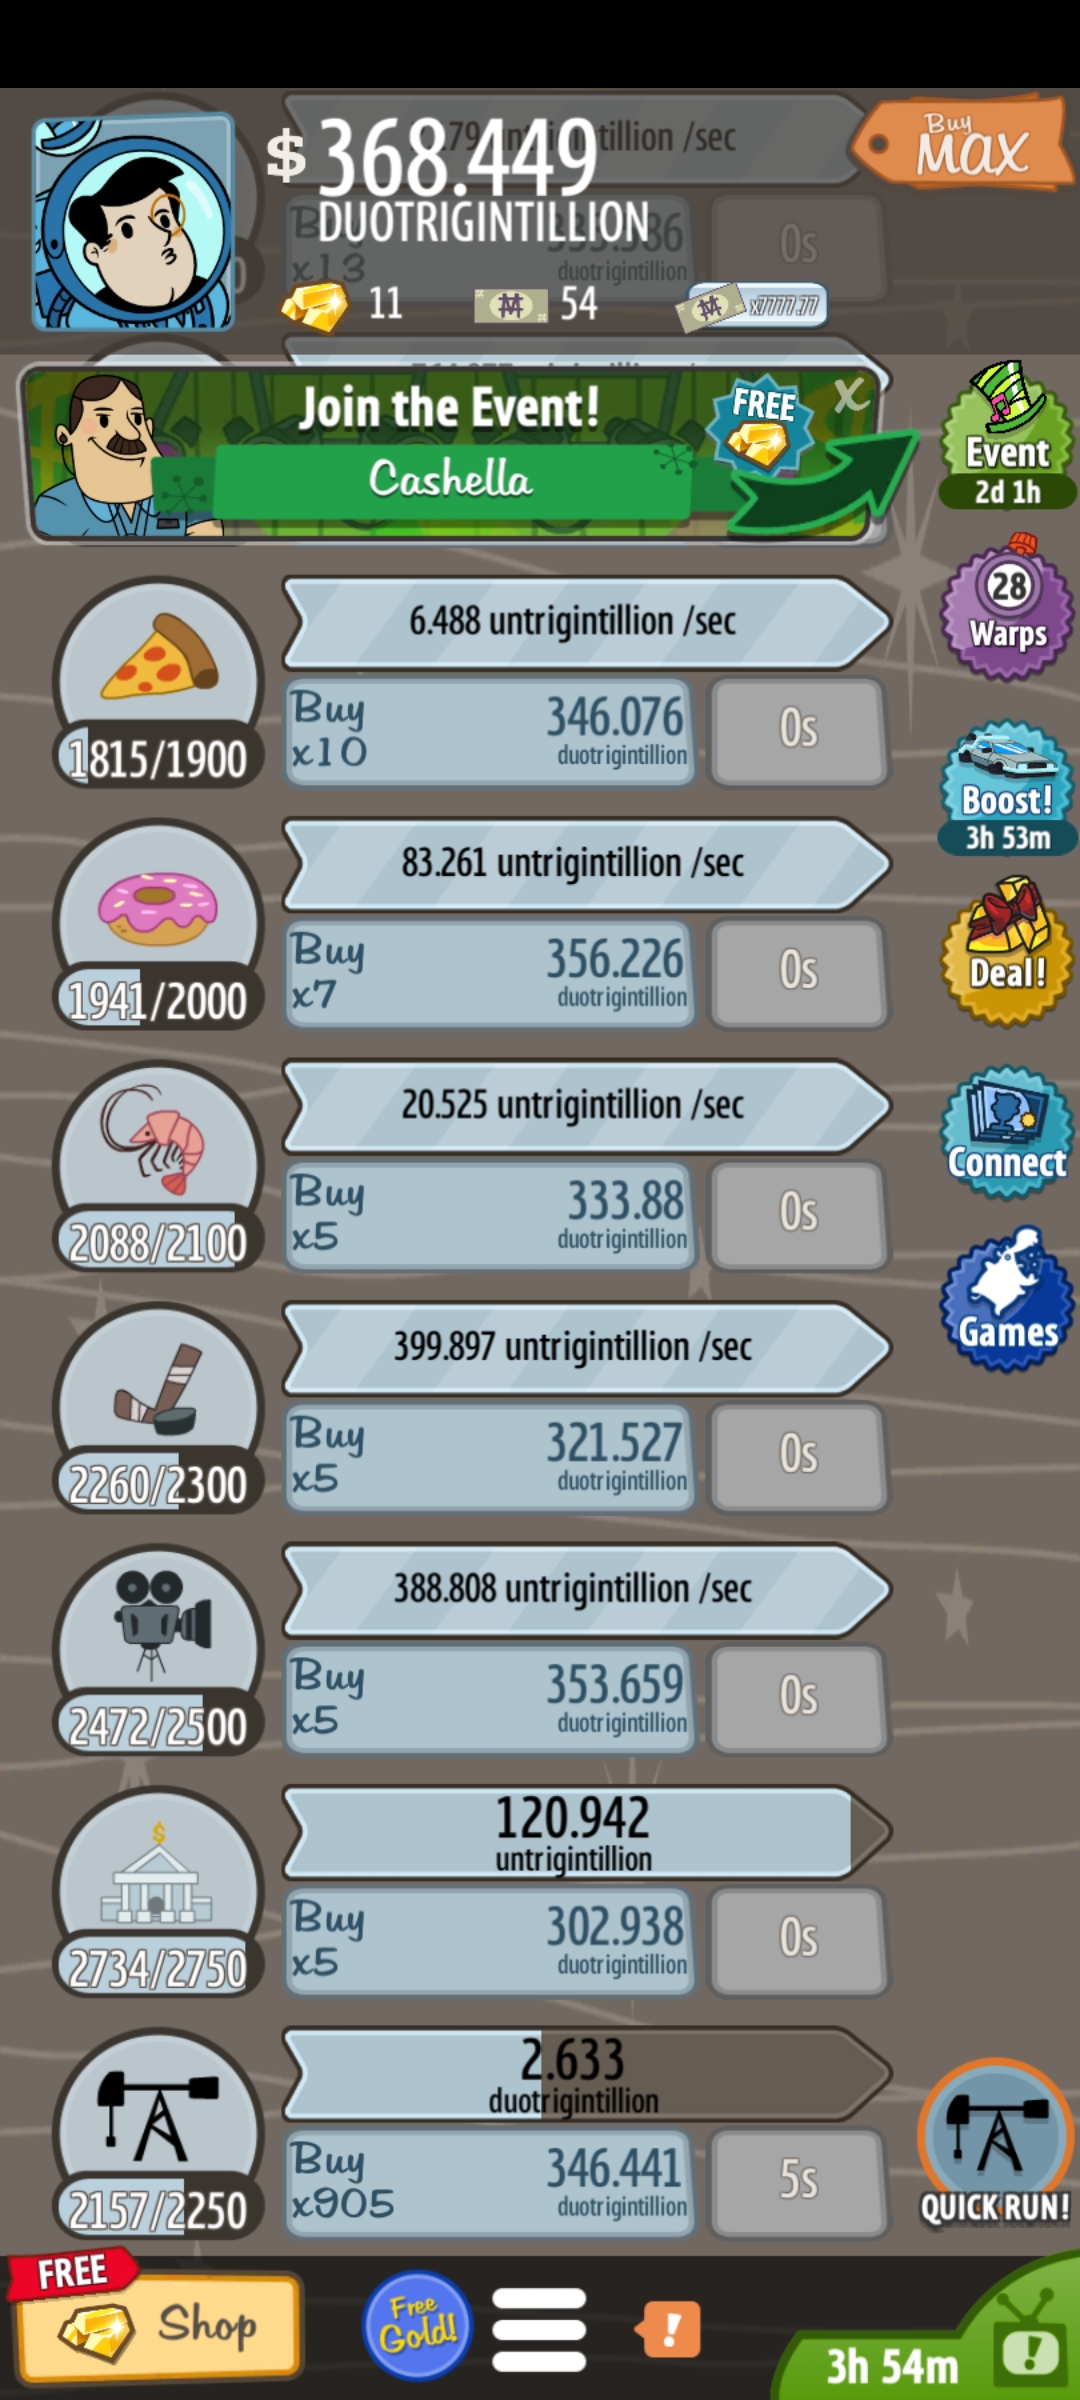 untrigintillion /sec
$ 368.449
DUOTRIGINTILLION
Buy MAX
Buy
x13
duotrigintillion
0s
11
54
x7777.77
Join the Event!
Cashella
FREE
X
Event
2d 1h
28
Warps
6.488 untrigintillion /sec
Buy
x10
346.076
duotrigintillion
0s
1815/1900
Boost!
3h 53m
83.261 untrigintillion /sec
Buy
x7
356.226
duotrigintillion
0s
1941/2000
Deal!
20.525 untrigintillion /sec
Buy
x5
333.88
duotrigintillion
0s
2088/2100
Connect
399.897 untrigintillion /sec
Buy
x5
321.527
duotrigintillion
0s
2260/2300
Games
388.808 untrigintillion /sec
Buy
x5
353.659
duotrigintillion
0s
2472/2500
120.942
untrigintillion
Buy
x5
302.938
duotrigintillion
0s
2734/2750
2.633
duotrigintillion
Buy
x905
346.441
duotrigintillion
5s
2157/2250
QUICK RUN!
FREE
Shop
Free
Gold!
!
3h 54m
!